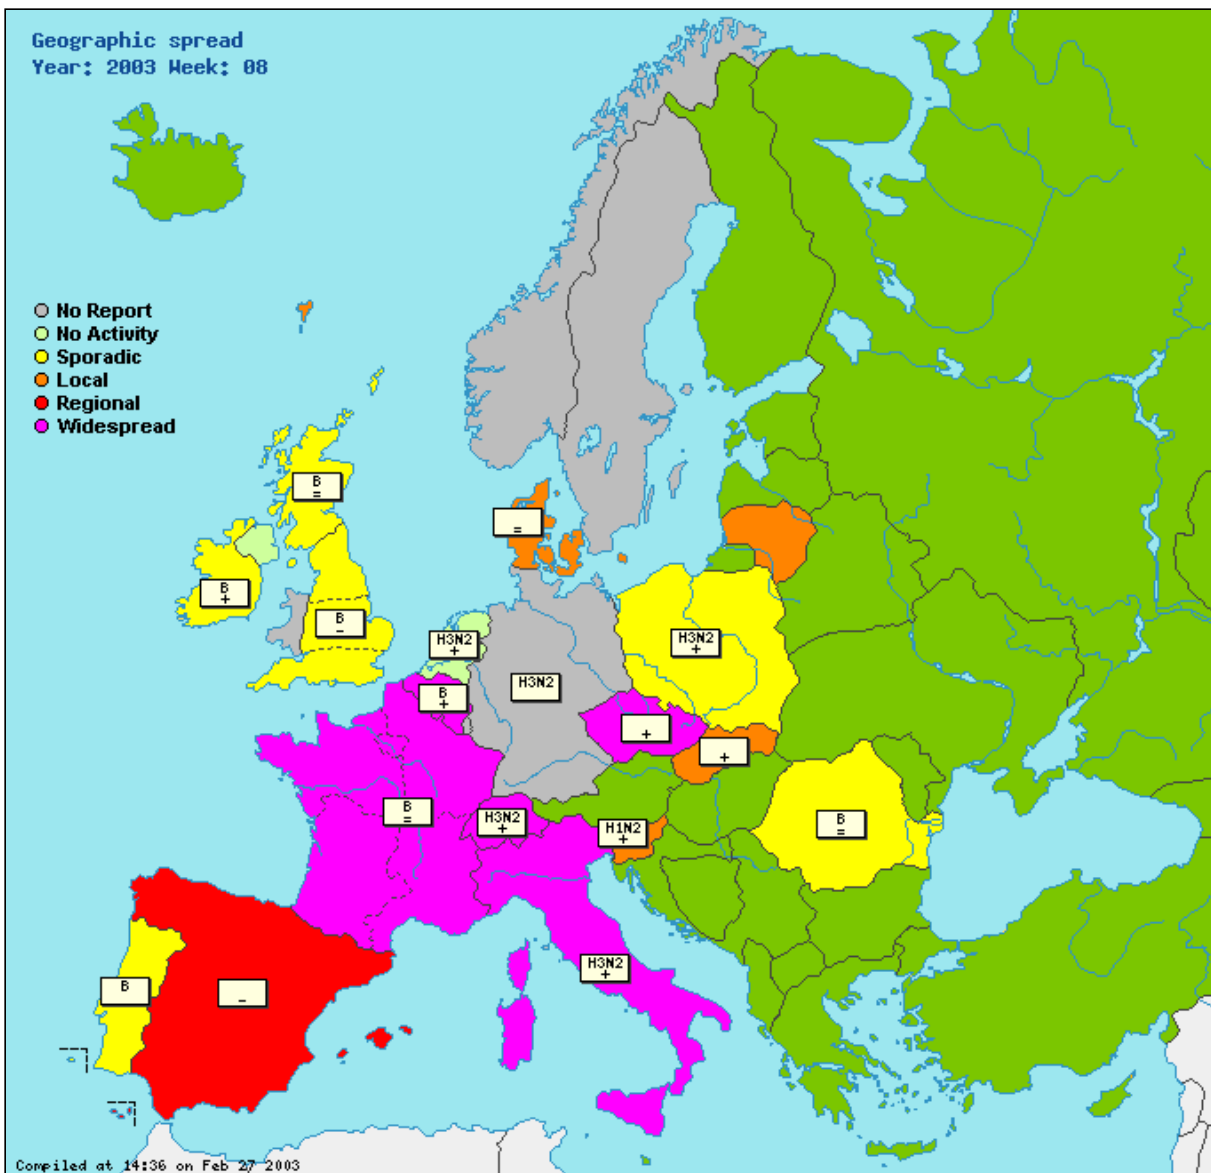 Geographic spread
Year: 2003 Week: 08
No Report
No Activity
Sporadic
Local
Regional
Widespread
B
=
=
B
+
B
-
H3N2
+
H3N2
+
H3N2
B
+
+
+
B
=
H3N2
+
H1N2
+
B
=
H3N2
+
B
-
Compiled at 14:36 on Feb 27 2003